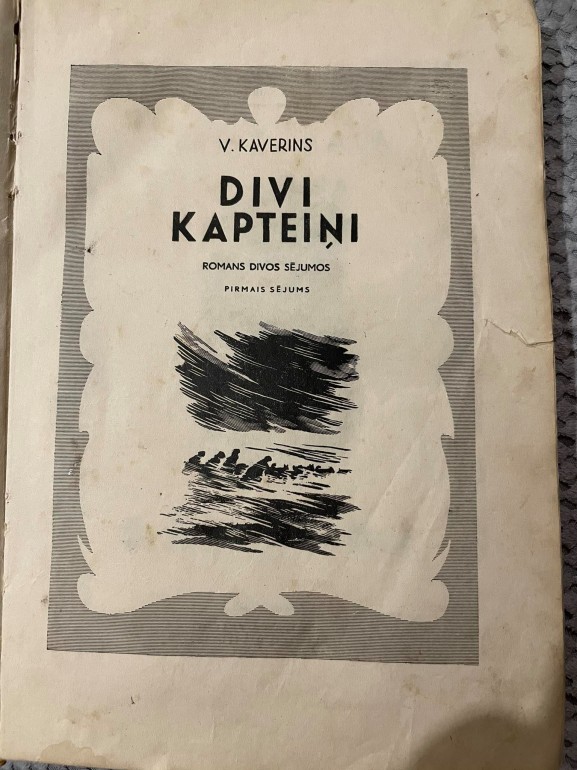 V. KAVERINS
DIVI
KAPTEIŅI
ROMANS DIVOS SĒJUMOS
PIRMAIS SĒJUMS